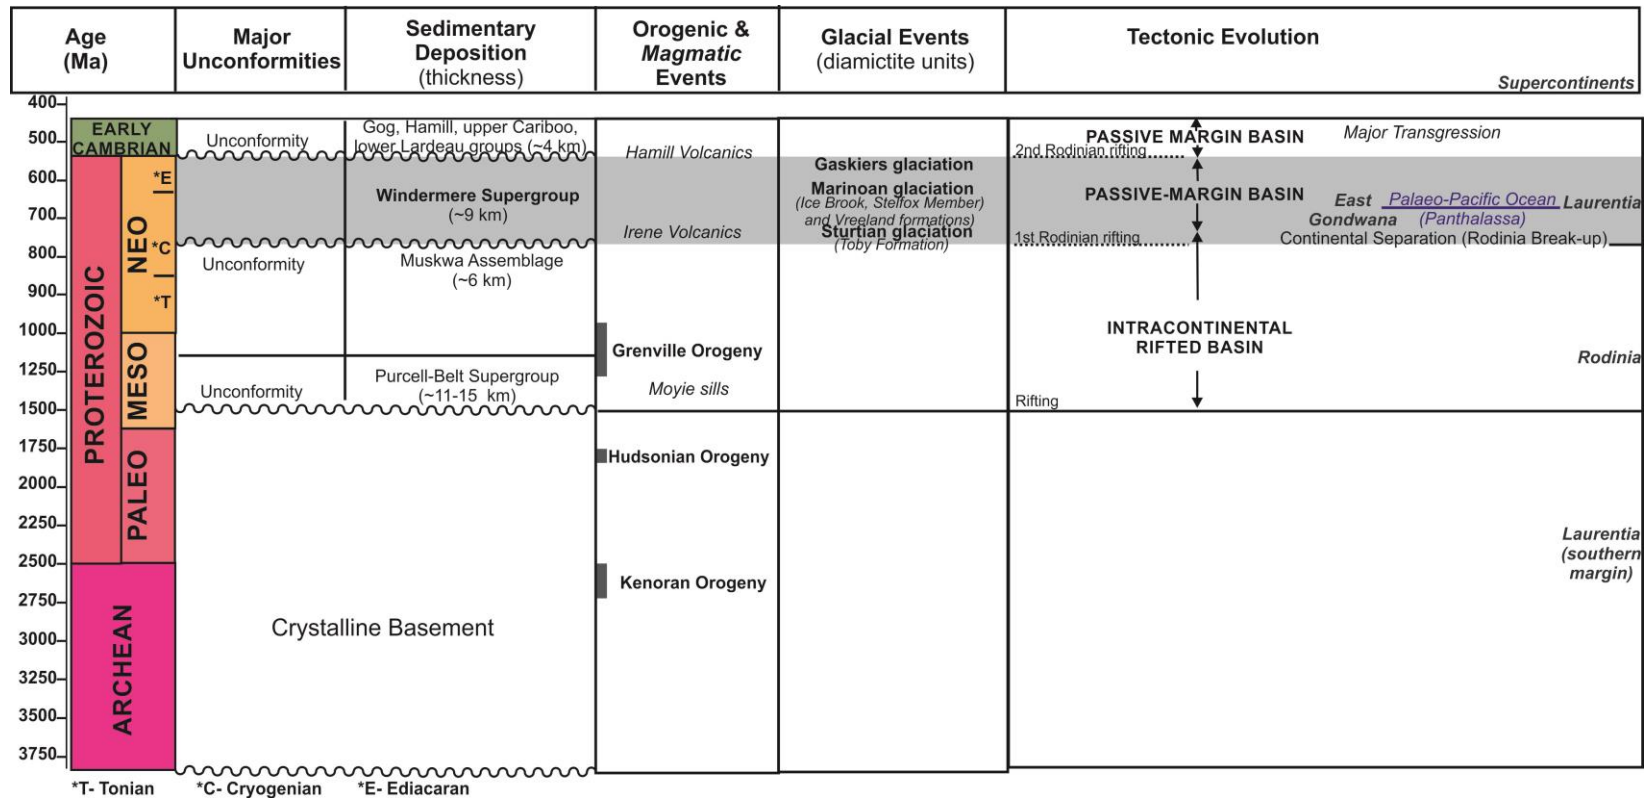 Age
(Ma)
Major
Unconformities
Sedimentary
Deposition
(thickness)
Orogenic &
Magmatic
Events
Glacial Events
(diamictite units)
Tectonic Evolution
Supercontinents
400
500
600
700
800
900
1000
1250
1500
1750
2000
2250
2500
2750
3000
3250
3500
3750
EARLY
CAMBRIAN
PROTEROZOIC
NEO
MESO
PALEO
ARCHEAN
*E
*C
*T
Unconformity
Unconformity
Unconformity
Gog, Hamill, upper Cariboo,
lower Lardeau groups (~4 km)
Windermere Supergroup
(~9 km)
Muskwa Assemblage
(~6 km)
Purcell-Belt Supergroup
(~11-15 km)
Crystalline Basement
Hamill Volcanics
Irene Volcanics
Grenville Orogeny
Moyie sills
Hudsonian Orogeny
Kenoran Orogeny
Gaskiers glaciation
Marinoan glaciation
(Ice Brook, Stelfox Member)
and Vreeland formations)
Sturtian glaciation
(Toby Formation)
PASSIVE MARGIN BASIN
Major Transgression
2nd Rodinian rifting
PASSIVE-MARGIN BASIN
East
Gondwana
Palaeo-Pacific Ocean
(Panthalassa)
Laurentia
1st Rodinian rifting
Continental Separation (Rodinia Break-up)
INTRACONTINENTAL
RIFTED BASIN
Rodinia
Rifting
Laurentia
(southern
margin)
*T- Tonian
*C- Cryogenian
*E- Ediacaran